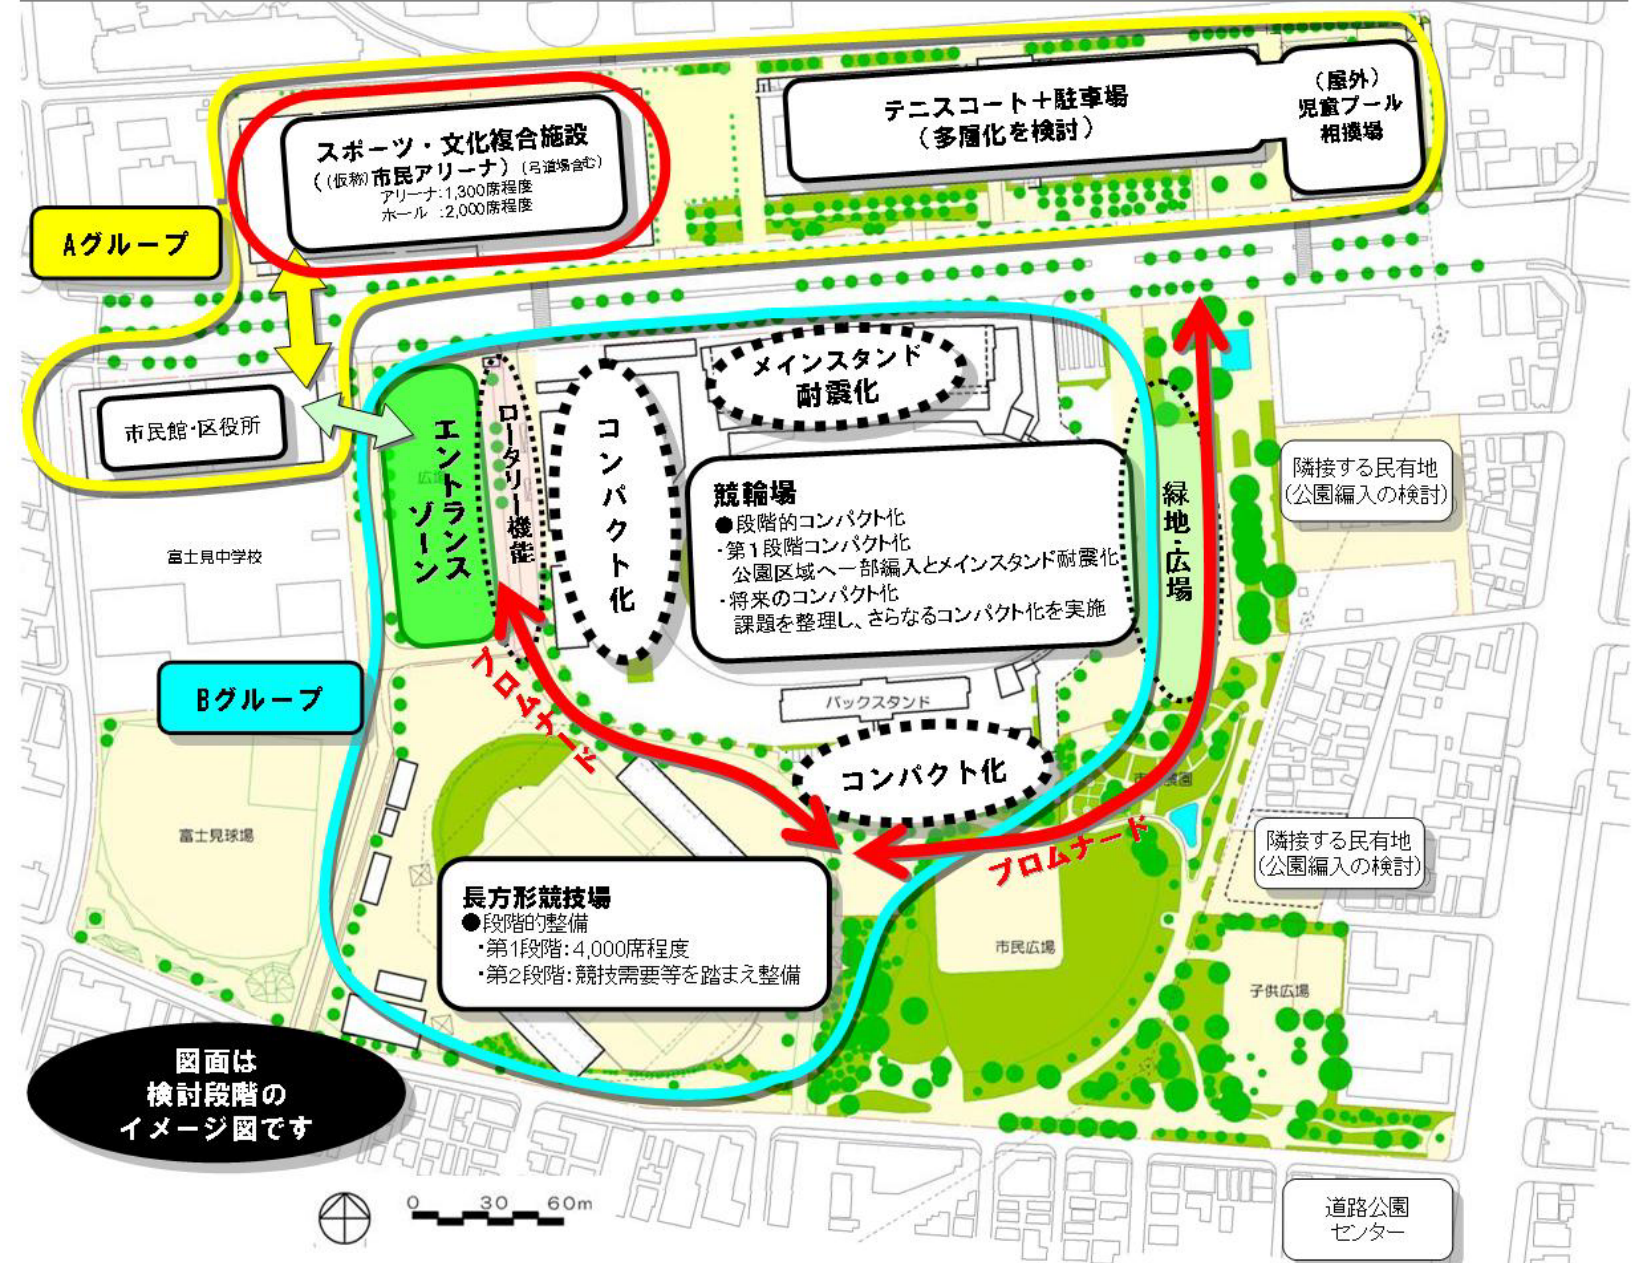 スポーツ・文化複合施設
((仮称)市民アリーナ)(弓道場含む)
アリーナ:1,300席程度
ホール :2,000席程度
テニスコート+駐車場
(多層化を検討)
(屋外)
児童プール
相撲場
Aグループ
市民館・区役所
エントランス
ゾーン
広場
ロータリー機能
コンパクト化
メインスタンド
耐震化
競輪場
●段階的コンパクト化
・第1段階コンパクト化
公園区域へ一部編入とメインスタンド耐震化
・将来のコンパクト化
課題を整理し、さらなるコンパクト化を実施
緑地・広場
隣接する民有地
(公園編入の検討)
富士見中学校
Bグループ
プロムナード
バックスタンド
コンパクト化
富士見球場
プロムナード
隣接する民有地
(公園編入の検討)
長方形競技場
●段階的整備
・第1段階:4,000席程度
・第2段階:競技需要等を踏まえ整備
市民広場
子供広場
図面は
検討段階の
イメージ図です
0 30 60m
道路公園
センター